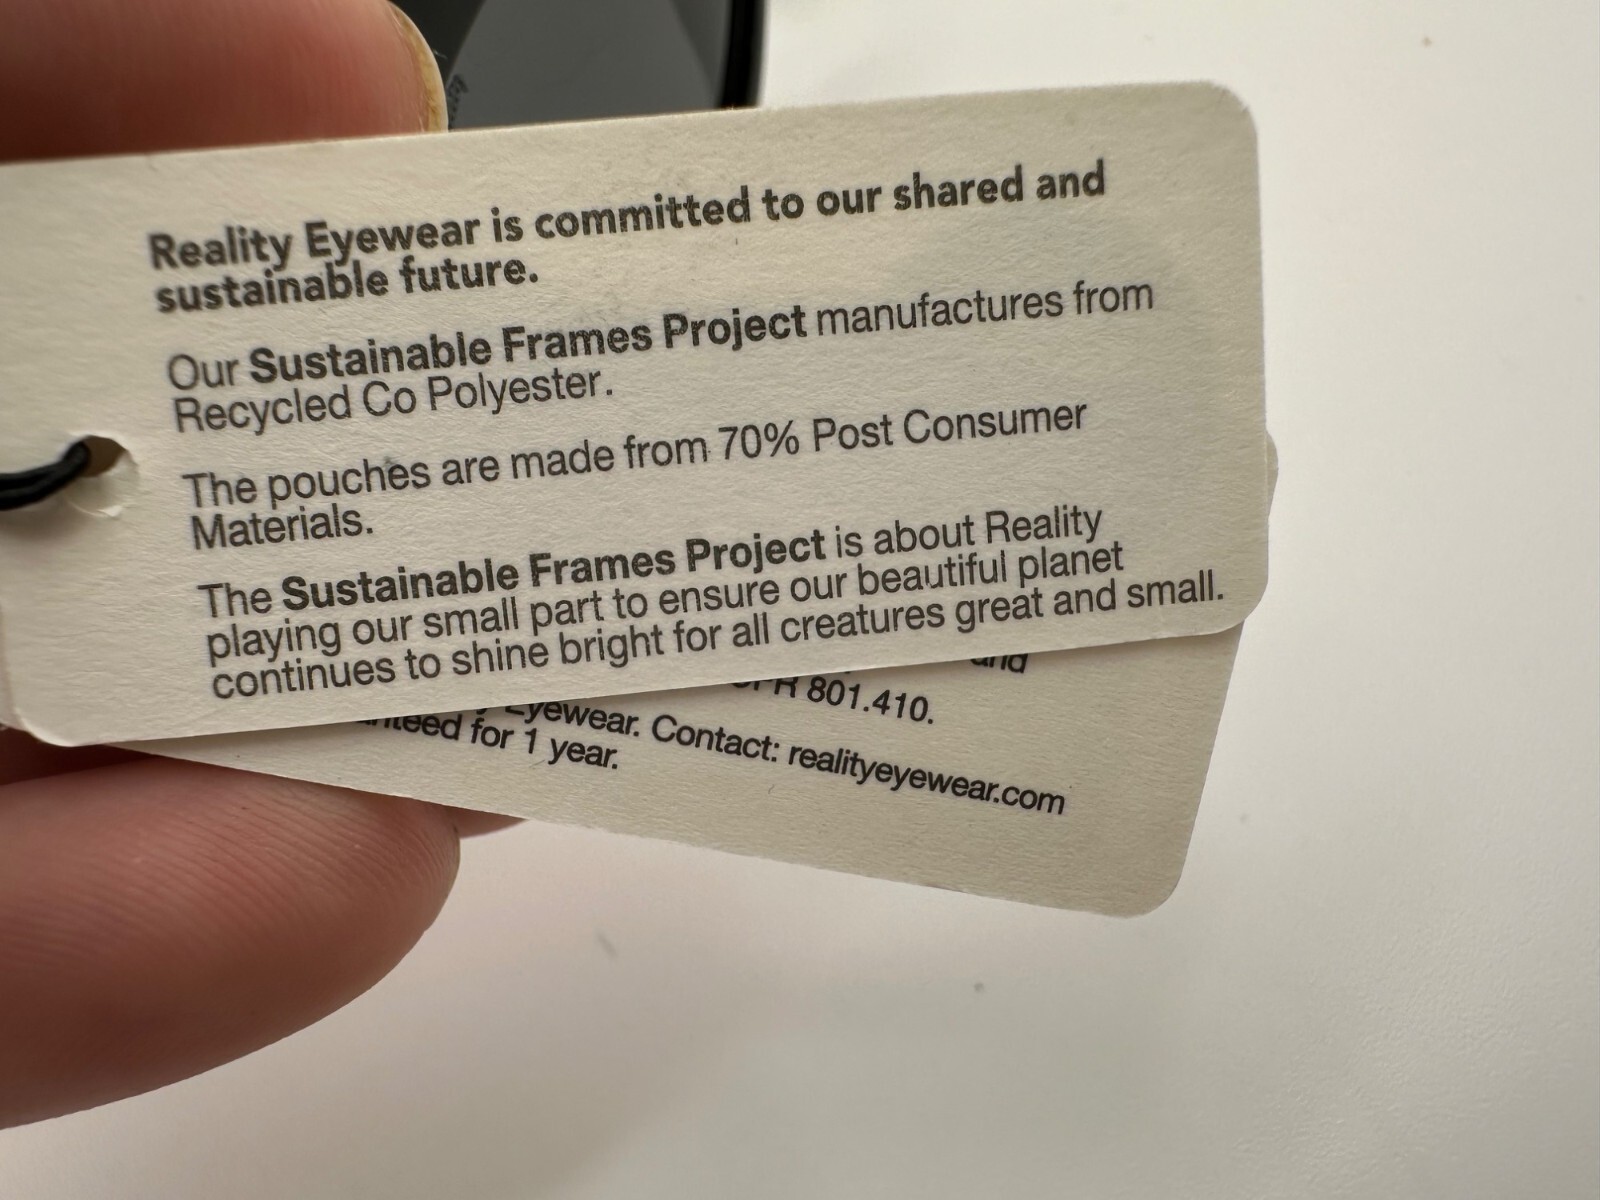 Reality Eyewear is committed to our shared and
sustainable future.
Our Sustainable Frames Project manufactures from
Recycled Co Polyester.
The pouches are made from 70% Post Consumer
Materials.
The Sustainable Frames Project is about Reality
playing our small part to ensure our beautiful planet
continues to shine bright for all creatures great and small.
and
801.410.
Eyewear. Contact: realityeyewear.com
for 1 year.